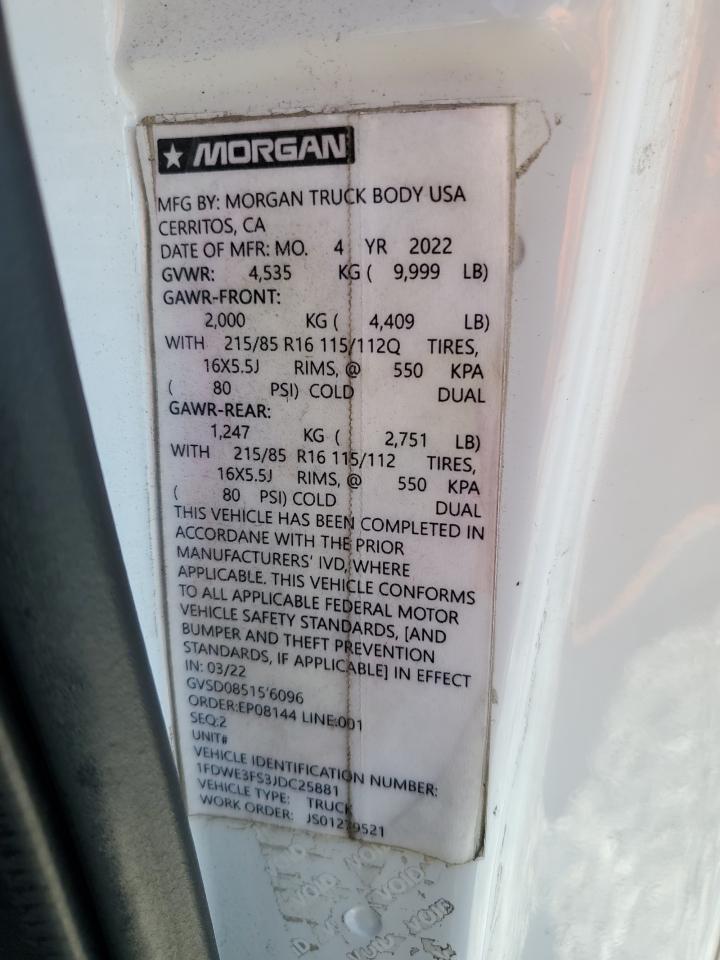 ★ MORGAN
MFG BY: MORGAN TRUCK BODY USA
CERRITOS, CA
DATE OF MFR: MO. 4 YR 2022
GVWR: 4,535 KG ( 9,999 LB)
GAWR-FRONT:
2,000 KG ( 4,409 LB)
WITH 215/85 R16 115/112Q TIRES,
16X5.5J RIMS, @ 550 KPA
( 80 PSI) COLD DUAL
GAWR-REAR:
1,247 KG ( 2,751 LB)
WITH 215/85 R16 115/112 TIRES,
16X5.5J RIMS, @ 550 KPA
( 80 PSI) COLD DUAL
THIS VEHICLE HAS BEEN COMPLETED IN
ACCORDANE WITH THE PRIOR
MANUFACTURERS' IVD, WHERE
APPLICABLE. THIS VEHICLE CONFORMS
TO ALL APPLICABLE FEDERAL MOTOR
VEHICLE SAFETY STANDARDS, [AND
BUMPER AND THEFT PREVENTION
STANDARDS, IF APPLICABLE] IN EFFECT
IN: 03/22
GVSD08515'6096
ORDER:EP08144 LINE:001
SEQ:2
UNIT#
VEHICLE IDENTIFICATION NUMBER:
1FDWE3FS3JDC25881
VEHICLE TYPE: TRUCK
WORK ORDER: JS01279521
VOID
VOID
VOID